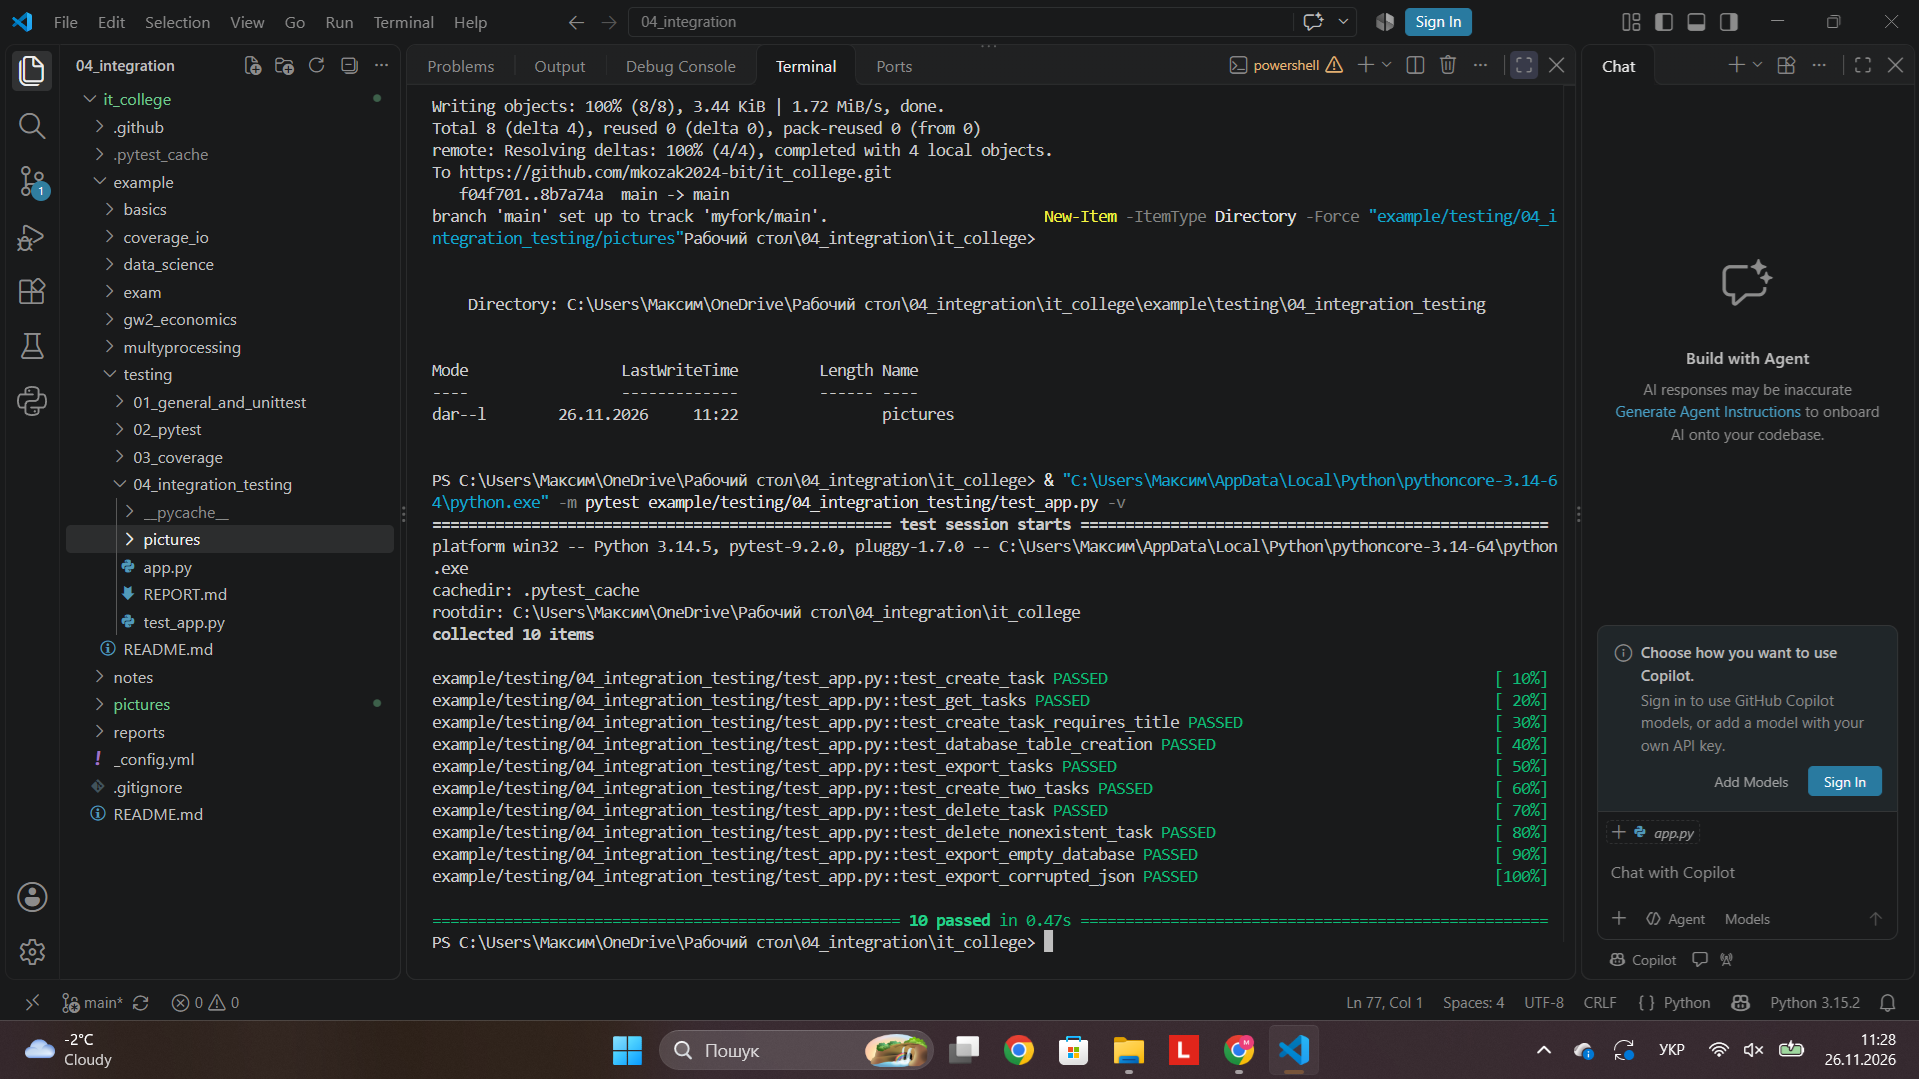 File Edit Selection View Go Run Terminal Help
04_integration
Sign In
04_integration
it_college
.github
.pytest_cache
example
basics
coverage_io
data_science
exam
gw2_economics
multyprocessing
testing
01_general_and_unittest
02_pytest
03_coverage
04_integration_testing
__pycache__
pictures
app.py
REPORT.md
test_app.py
README.md
notes
pictures
reports
_config.yml
.gitignore
README.md
1
Problems Output Debug Console Terminal Ports
powershell
Writing objects: 100% (8/8), 3.44 KiB | 1.72 MiB/s, done.
Total 8 (delta 4), reused 0 (delta 0), pack-reused 0 (from 0)
remote: Resolving deltas: 100% (4/4), completed with 4 local objects.
To https://github.com/mkozak2024-bit/it_college.git
f04f701..8b7a74a  main -> main
branch 'main' set up to track 'myfork/main'. New-Item -ItemType Directory -Force "example/testing/04_i
ntegration_testing/pictures"Рабочий стол\04_integration\it_college>
Directory: C:\Users\Максим\OneDrive\Рабочий стол\04_integration\it_college\example\testing\04_integration_testing
Mode LastWriteTime Length Name
---- ------------- ------ ----
dar--l 26.11.2026 11:22 pictures
PS C:\Users\Максим\OneDrive\Рабочий стол\04_integration\it_college> & "C:\Users\Максим\AppData\Local\Python\pythoncore-3.14-6
4\python.exe" -m pytest example/testing/04_integration_testing/test_app.py -v
=================================================== test session starts ====================================================
platform win32 -- Python 3.14.5, pytest-9.2.0, pluggy-1.7.0 -- C:\Users\Максим\AppData\Local\Python\pythoncore-3.14-64\python
.exe
cachedir: .pytest_cache
rootdir: C:\Users\Максим\OneDrive\Рабочий стол\04_integration\it_college
collected 10 items
example/testing/04_integration_testing/test_app.py::test_create_task PASSED [ 10%]
example/testing/04_integration_testing/test_app.py::test_get_tasks PASSED [ 20%]
example/testing/04_integration_testing/test_app.py::test_create_task_requires_title PASSED [ 30%]
example/testing/04_integration_testing/test_app.py::test_database_table_creation PASSED [ 40%]
example/testing/04_integration_testing/test_app.py::test_export_tasks PASSED [ 50%]
example/testing/04_integration_testing/test_app.py::test_create_two_tasks PASSED [ 60%]
example/testing/04_integration_testing/test_app.py::test_delete_task PASSED [ 70%]
example/testing/04_integration_testing/test_app.py::test_delete_nonexistent_task PASSED [ 80%]
example/testing/04_integration_testing/test_app.py::test_export_empty_database PASSED [ 90%]
example/testing/04_integration_testing/test_app.py::test_export_corrupted_json PASSED [100%]
==================================================== 10 passed in 0.47s ====================================================
PS C:\Users\Максим\OneDrive\Рабочий стол\04_integration\it_college>
Chat
Build with Agent
AI responses may be inaccurate
Generate Agent Instructions to onboard
AI onto your codebase.
Choose how you want to use
Copilot.
Sign in to use GitHub Copilot
models, or add a model with your
own API key.
Add Models Sign In
app.py
Chat with Copilot
Agent Models
Copilot
main* 0 0
Ln 77, Col 1 Spaces: 4 UTF-8 CRLF { } Python Python 3.15.2
-2°C
Cloudy
Пошук
L
M
УКР
11:28
26.11.2026